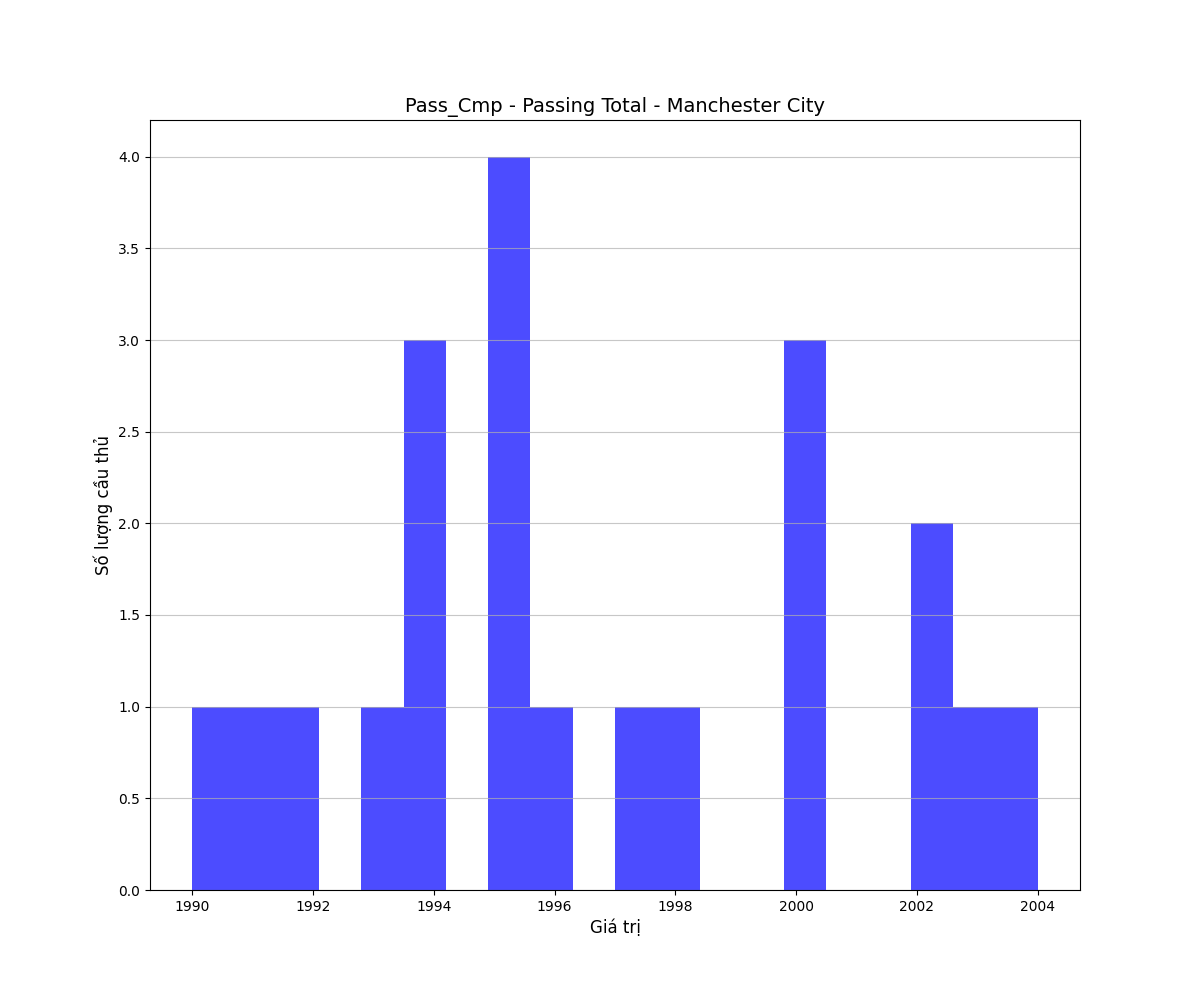 Pass_Cmp - Passing Total - Manchester City
4.0
3.5
3.0
2.5
2.0
1.5
1.0
0.5
0.0
Số lượng cầu thủ
1990 1992 1994 1996 1998 2000 2002 2004
Giá trị